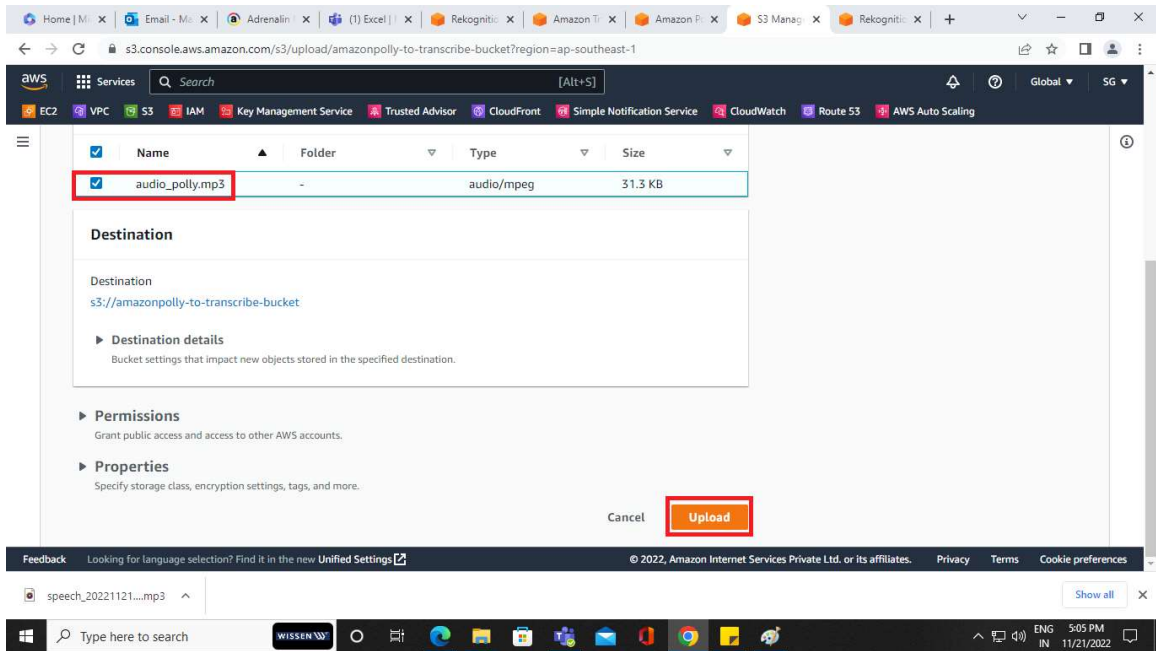 Home | Mi
Email - Ma
Adrenalin
(1) Excel |
Rekognitic
Amazon Tr
Amazon Po
S3 Manag
Rekognitic
s3.console.aws.amazon.com/s3/upload/amazonpolly-to-transcribe-bucket?region=ap-southeast-1
aws Services Search [Alt+S] Global SG
EC2 VPC S3 IAM Key Management Service Trusted Advisor CloudFront Simple Notification Service CloudWatch Route 53 AWS Auto Scaling
Name Folder Type Size
audio_polly.mp3 - audio/mpeg 31.3 KB
Destination
Destination
s3://amazonpolly-to-transcribe-bucket
Destination details
Bucket settings that impact new objects stored in the specified destination.
Permissions
Grant public access and access to other AWS accounts.
Properties
Specify storage class, encryption settings, tags, and more.
Cancel Upload
Feedback Looking for language selection? Find it in the new Unified Settings © 2022, Amazon Internet Services Private Ltd. or its affiliates. Privacy Terms Cookie preferences
speech_20221121....mp3 Show all
Type here to search WISSEN ENG 5:05 PM
IN 11/21/2022